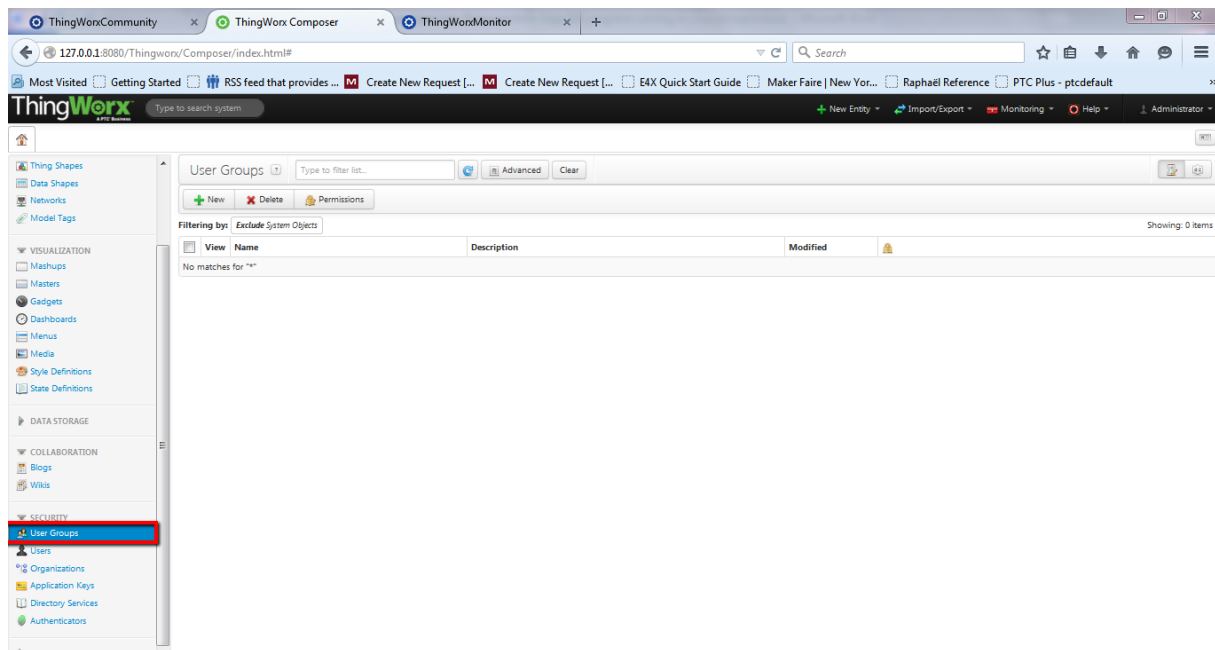 ThingWorxCommunity × ThingWorx Composer × ThingWorxMonitor × +
127.0.0.1:8080/Thingworx/Composer/index.html# Search
Most Visited Getting Started RSS feed that provides ... M Create New Request [... M Create New Request [... E4X Quick Start Guide Maker Faire | New Yor... Raphaël Reference PTC Plus - ptcdefault »
ThingWorx Type to search system New Entity Import/Export Monitoring Help Administrator
A PTC Business
Thing Shapes
Data Shapes
Networks
Model Tags
VISUALIZATION
Mashups
Masters
Gadgets
Dashboards
Menus
Media
Style Definitions
State Definitions
DATA STORAGE
COLLABORATION
Blogs
Wikis
SECURITY
User Groups
Users
Organizations
Application Keys
Directory Services
Authenticators
User Groups ? Type to filter list... Advanced Clear
New Delete Permissions
Filtering by: Exclude System Objects Showing: 0 items
View Name Description Modified
No matches for "*"